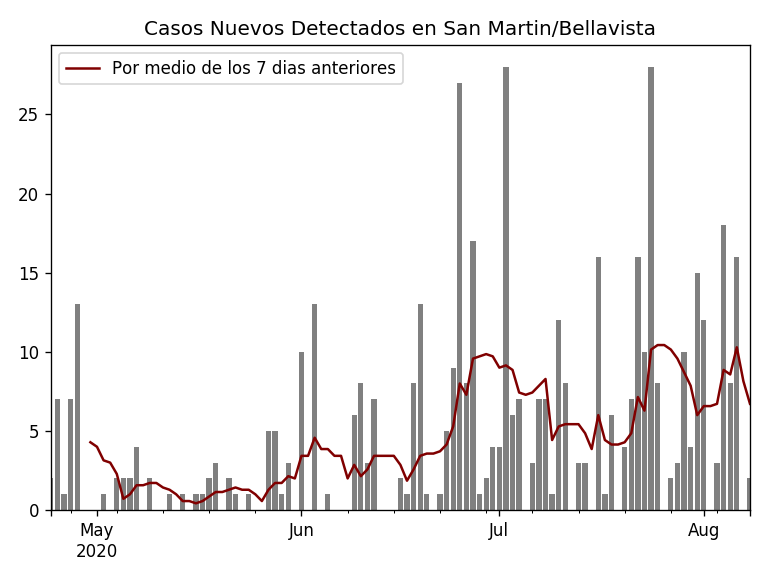 Casos Nuevos Detectados en San Martin/Bellavista
Por medio de los 7 dias anteriores
25
20
15
10
5
0
May
2020
Jun
Jul
Aug